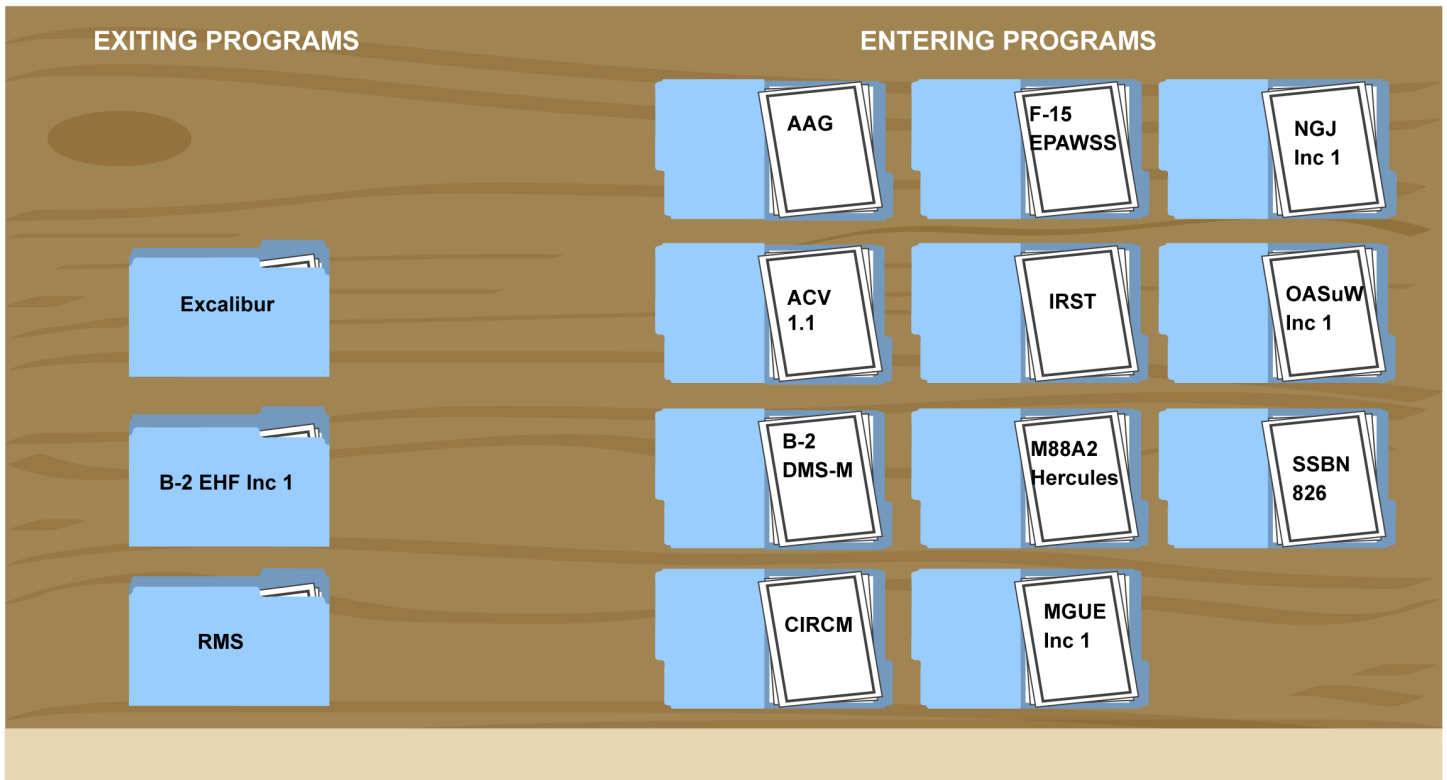 EXITING PROGRAMS
Excalibur
B-2 EHF Inc 1
RMS
ENTERING PROGRAMS
AAG
F-15
EPAWSS
NGJ
Inc 1
ACV
1.1
IRST
OASuW
Inc 1
B-2
DMS-M
M88A2
Hercules
SSBN
826
CIRCM
MGUE
Inc 1